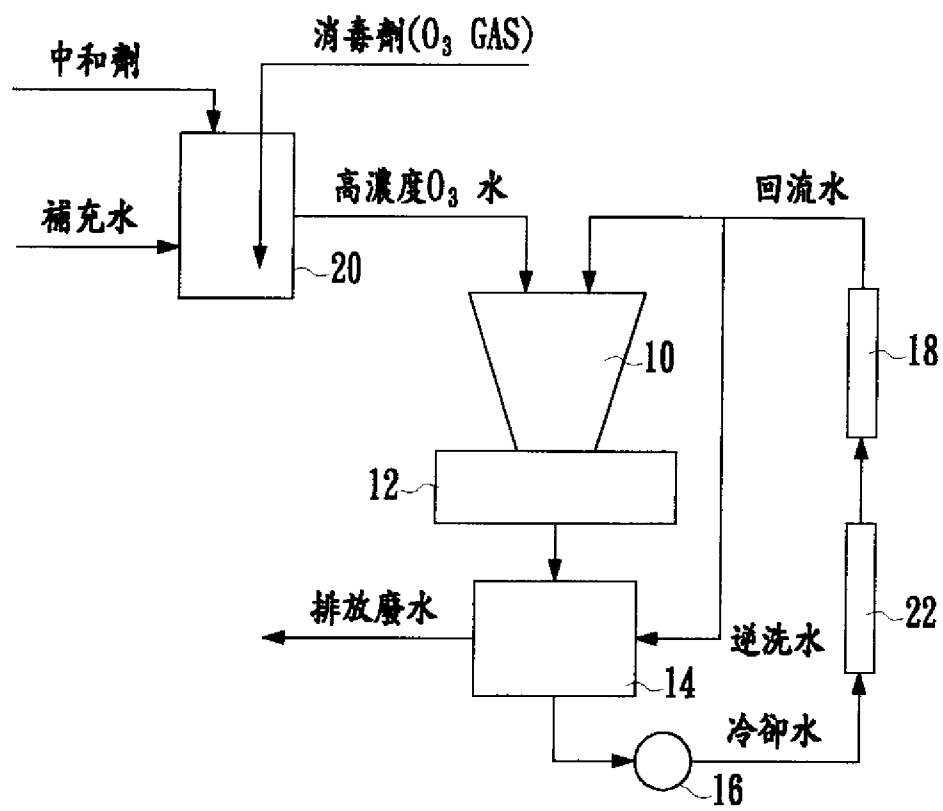 消毒劑(O₃ GAS)
中和劑
高濃度O₃ 水
回流水
補充水
20
10
18
12
排放廢水
逆洗水
22
14
冷卻水
16